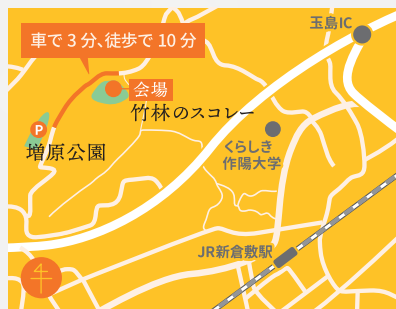 玉島IC
車で3分、徒歩で10分
会場
竹林のスコレー
P
増原公園
くらしき
作陽大学
JR新倉敷駅